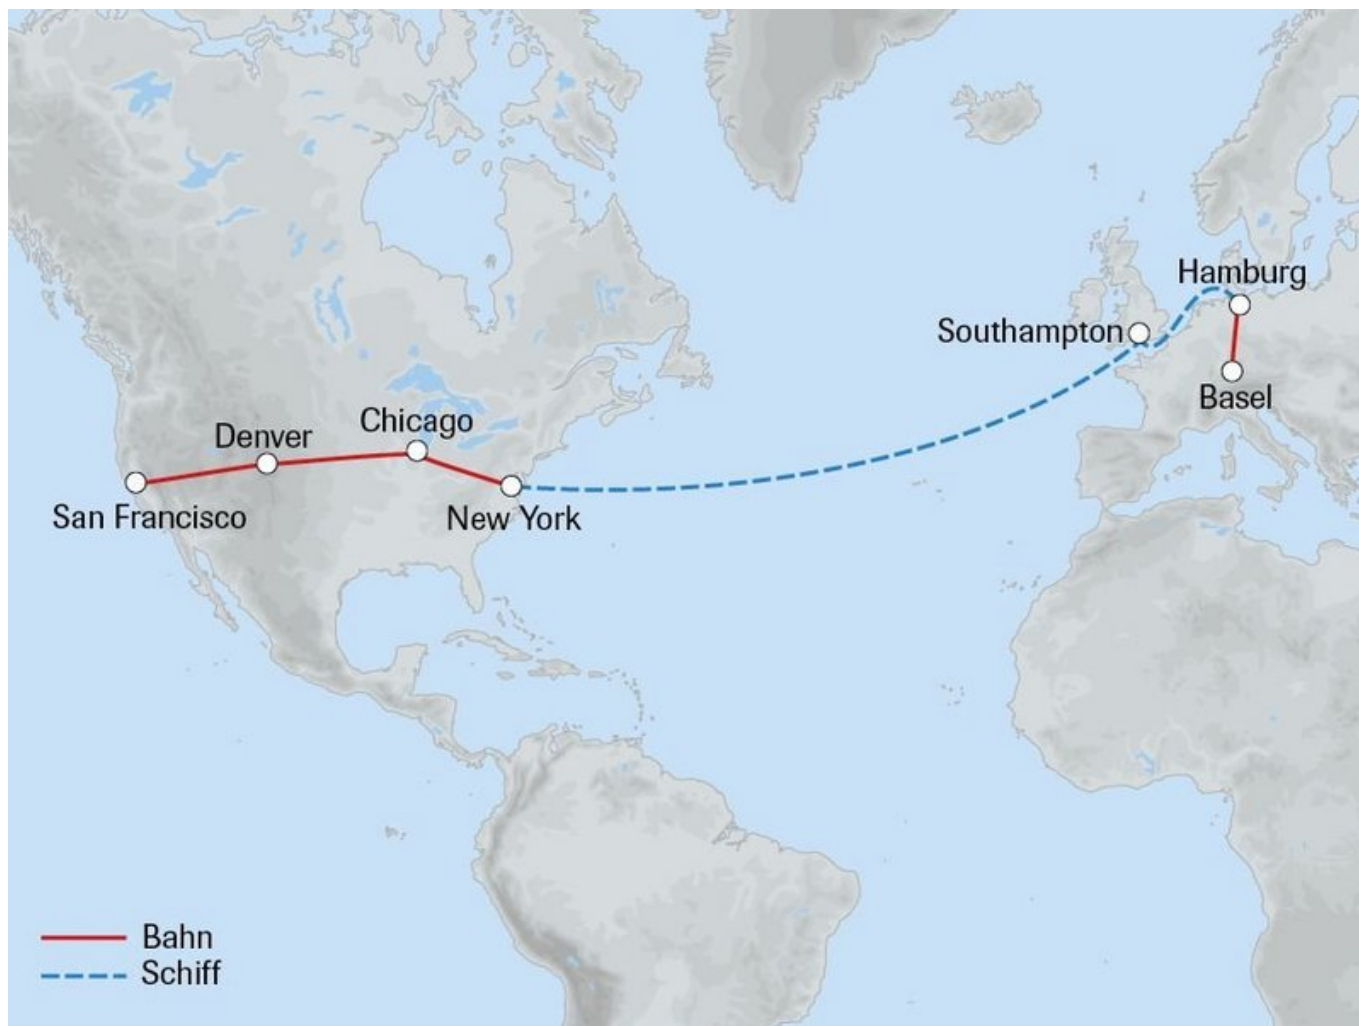 Hamburg
Southampton
Basel
Chicago
Denver
San Francisco
New York
Bahn
Schiff